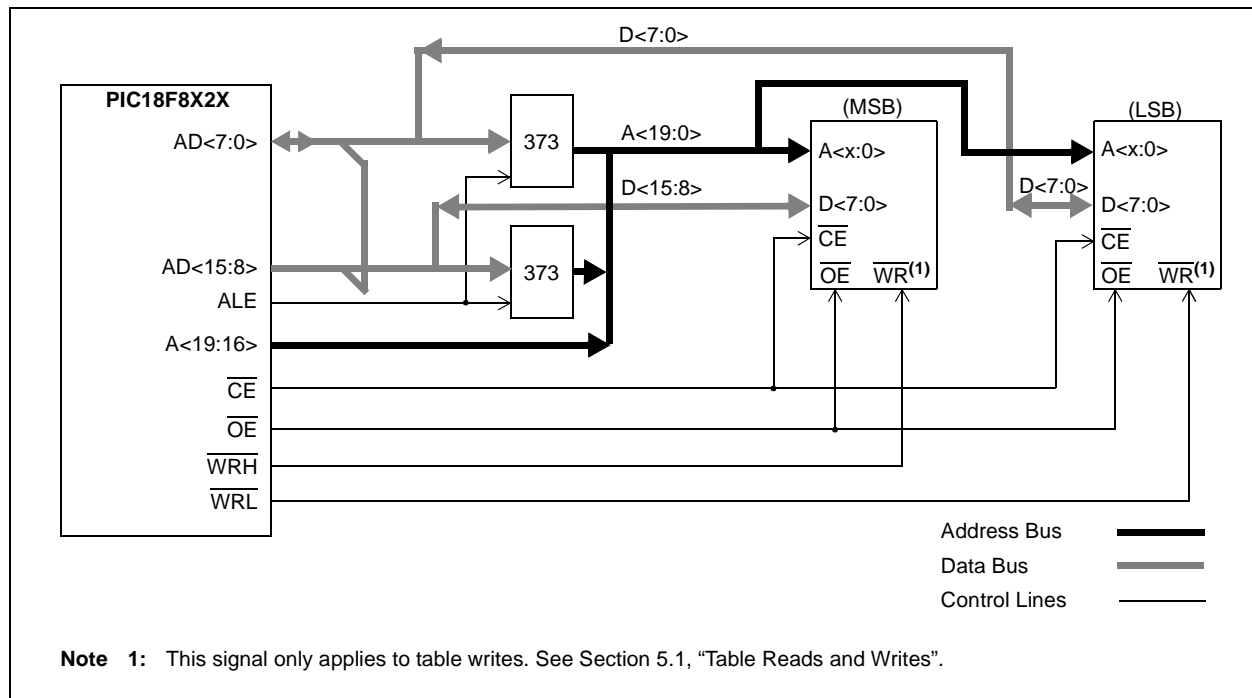 D<7:0>
PIC18F8X2X
AD<7:0>
373
A<19:0>
D<15:8>
(MSB)
A<x:0>
D<7:0>
CE
OE WR(1)
(LSB)
A<x:0>
D<7:0>
D<7:0>
CE
OE WR(1)
AD<15:8>
373
ALE
A<19:16>
CE
OE
WRH
WRL
Address Bus
Data Bus
Control Lines
Note 1: This signal only applies to table writes. See Section 5.1, “Table Reads and Writes”.